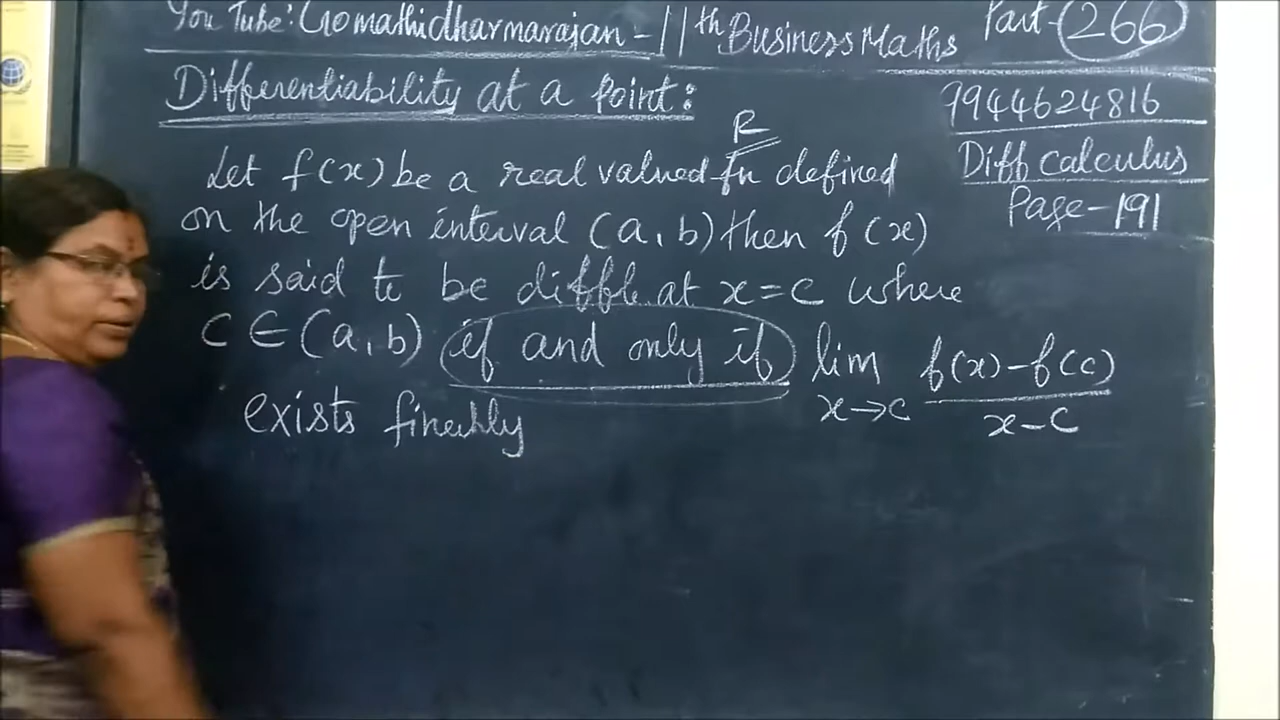 You Tube: Gomathidharmarajan - 11th Business Maths Part - 266
Differentiability at a Point:
9944624816
Diff calculus
Page - 191
R
Let f(x) be a real valued fn defined
on the open interval (a, b) then f(x)
is said to be diffble at x = c where
C ∈ (a, b) if and only if lim x→c f(x) - f(c) / x - c
exists finitely